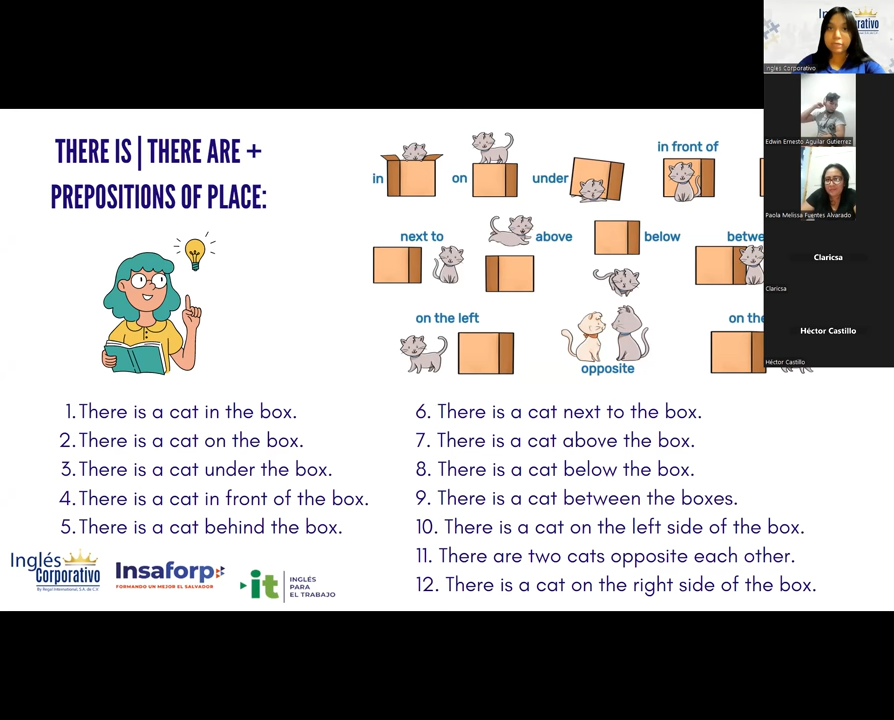 THERE IS | THERE ARE +
PREPOSITIONS OF PLACE:
in
on
under
in front of
next to
above
below
on the left
opposite
1. There is a cat in the box.
2. There is a cat on the box.
3. There is a cat under the box.
4. There is a cat in front of the box.
5. There is a cat behind the box.
6. There is a cat next to the box.
7. There is a cat above the box.
8. There is a cat below the box.
9. There is a cat between the boxes.
10. There is a cat on the left side of the box.
11. There are two cats opposite each other.
12. There is a cat on the right side of the box.
Inglés
Corporativo
By Regal International, S.A. de C.V.
Insaforp
FORMANDO UN MEJOR EL SALVADOR
it
INGLÉS
PARA
EL TRABAJO
Inglés Corporativo
Edwin Ernesto Aguilar Gutierrez
Paola Melissa Fuentes Alvarado
Claricsa
Claricsa
Héctor Castillo
Héctor Castillo